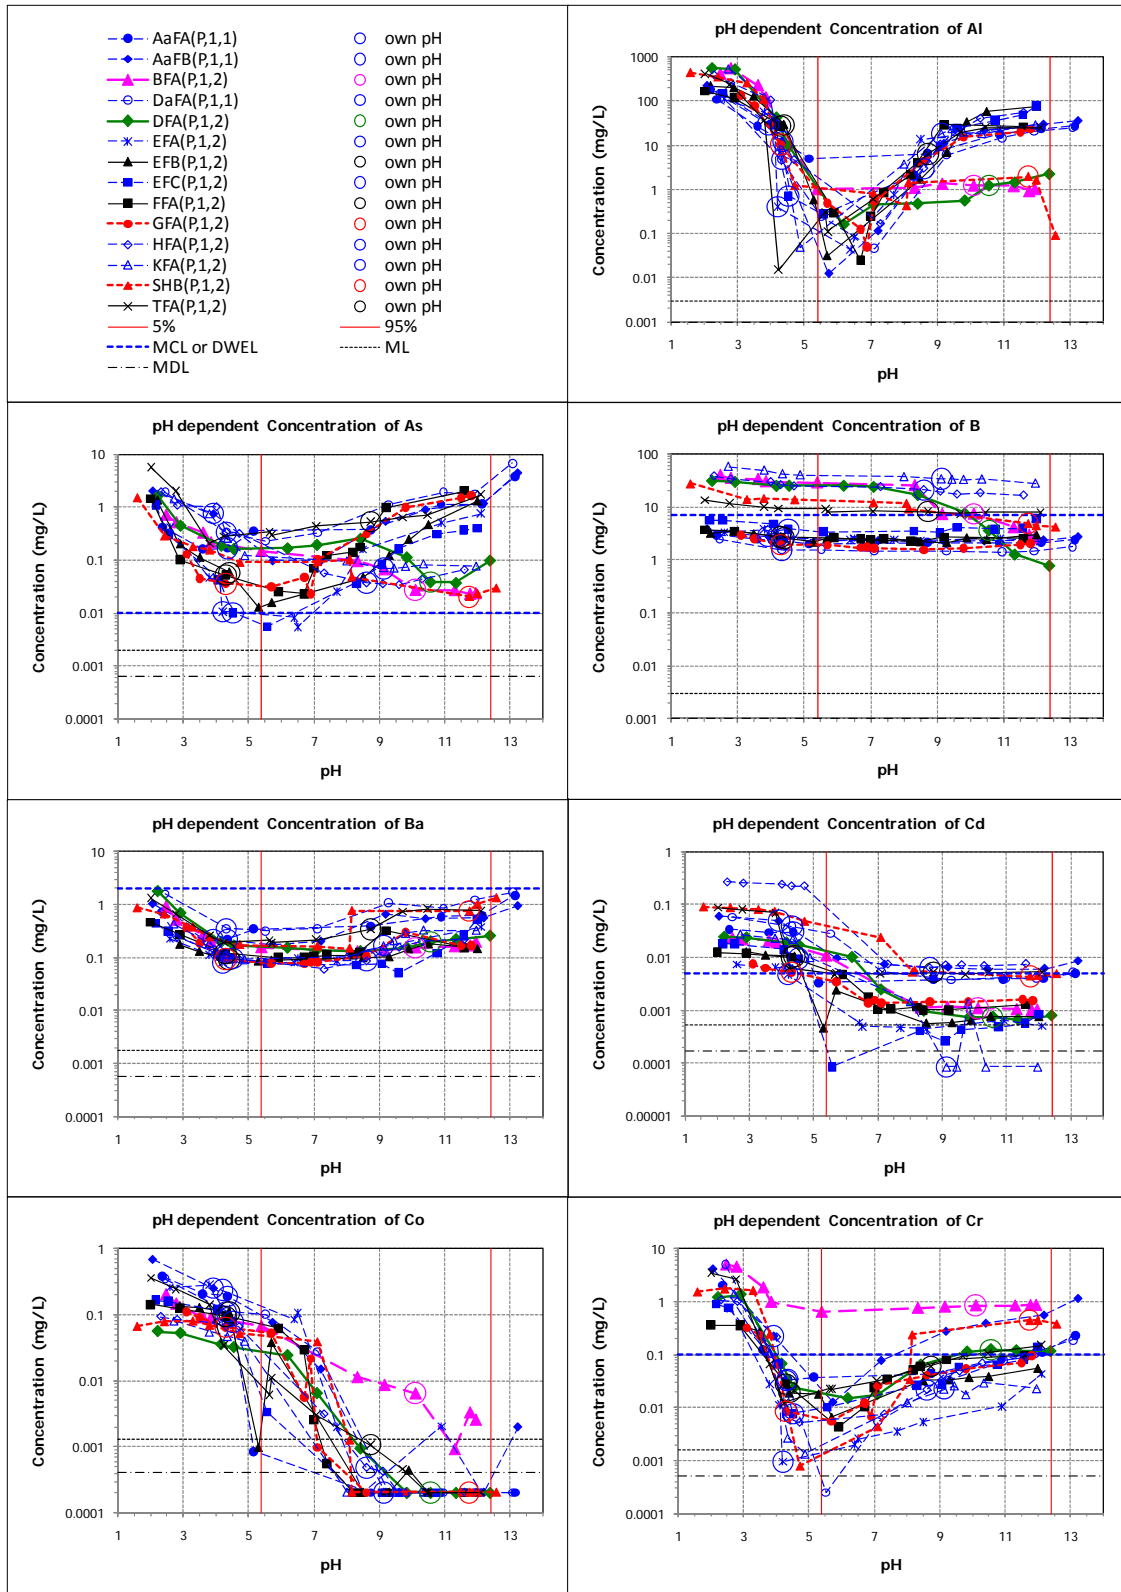 AaFA(P,1,1) own pH
AaFB(P,1,1) own pH
BFA(P,1,2) own pH
DaFA(P,1,1) own pH
DFA(P,1,2) own pH
EFA(P,1,2) own pH
EFB(P,1,2) own pH
EFC(P,1,2) own pH
FFA(P,1,2) own pH
GFA(P,1,2) own pH
HFA(P,1,2) own pH
KFA(P,1,2) own pH
SHB(P,1,2) own pH
TFA(P,1,2) own pH
5% 95%
MCL or DWEL ML
MDL
pH dependent Concentration of Al
Concentration (mg/L)
1000
100
10
1
0.1
0.01
0.001
1 3 5 7 9 11 13
pH
pH dependent Concentration of As
Concentration (mg/L)
10
1
0.1
0.01
0.001
0.0001
1 3 5 7 9 11 13
pH
pH dependent Concentration of B
Concentration (mg/L)
100
10
1
0.1
0.01
0.001
1 3 5 7 9 11 13
pH
pH dependent Concentration of Ba
Concentration (mg/L)
10
1
0.1
0.01
0.001
0.0001
1 3 5 7 9 11 13
pH
pH dependent Concentration of Cd
Concentration (mg/L)
1
0.1
0.01
0.001
0.0001
0.00001
1 3 5 7 9 11 13
pH
pH dependent Concentration of Co
Concentration (mg/L)
1
0.1
0.01
0.001
0.0001
1 3 5 7 9 11 13
pH
pH dependent Concentration of Cr
Concentration (mg/L)
10
1
0.1
0.01
0.001
0.0001
1 3 5 7 9 11 13
pH